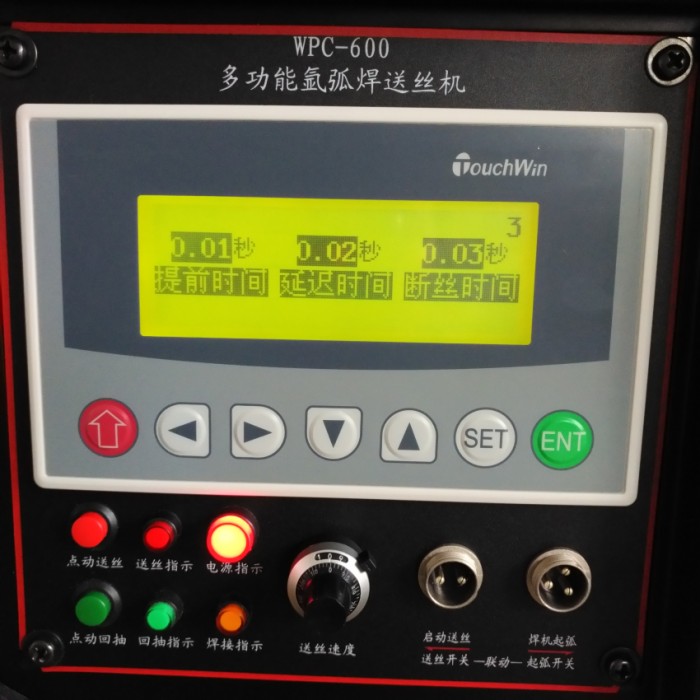 WPC-600
多功能氩弧焊送丝机
TouchWin
3
0.01秒 0.02秒 0.03秒
提前时间 延迟时间 断丝时间
SET ENT
点动送丝 送丝指示 电源指示
点动回抽 回抽指示 焊接指示
送丝速度
启动送丝 焊机起弧
送丝开关 —联动— 起弧开关